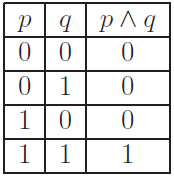 p q p ∧ q
0 0 0
0 1 0
1 0 0
1 1 1